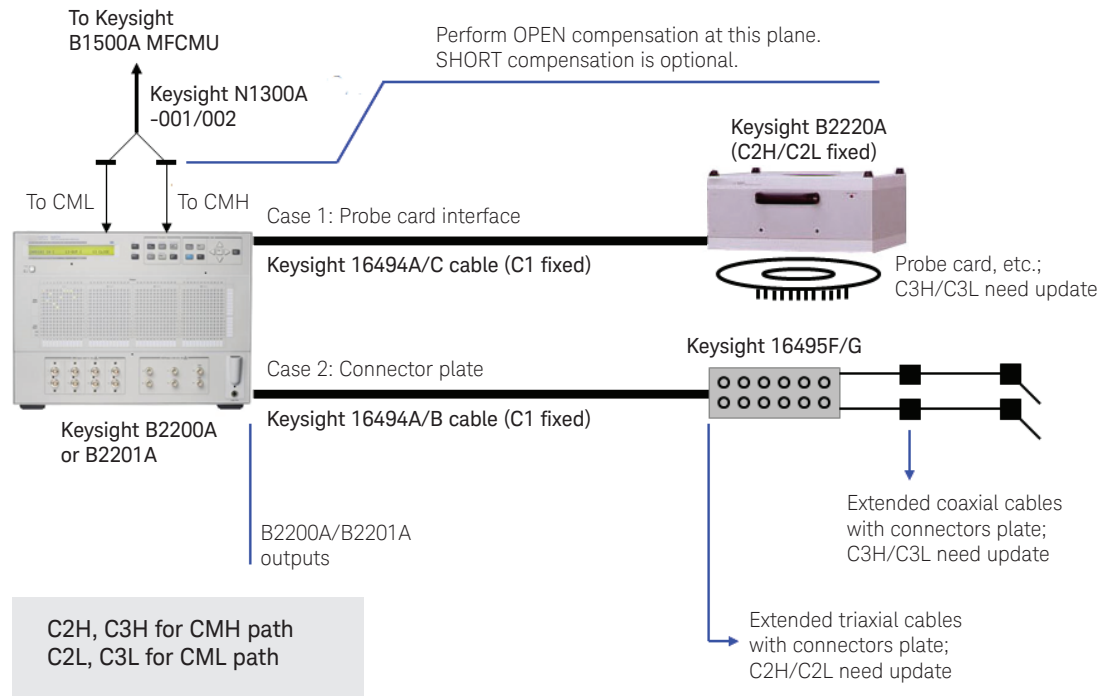 To Keysight
B1500A MFCMU
Perform OPEN compensation at this plane.
SHORT compensation is optional.
Keysight N1300A
-001/002
Keysight B2220A
(C2H/C2L fixed)
To CML
To CMH
Case 1: Probe card interface
Keysight 16494A/C cable (C1 fixed)
Probe card, etc.;
C3H/C3L need update
Keysight 16495F/G
Case 2: Connector plate
Keysight 16494A/B cable (C1 fixed)
Keysight B2200A
or B2201A
B2200A/B2201A
outputs
Extended coaxial cables
with connectors plate;
C3H/C3L need update
Extended triaxial cables
with connectors plate;
C2H/C2L need update
C2H, C3H for CMH path
C2L, C3L for CML path